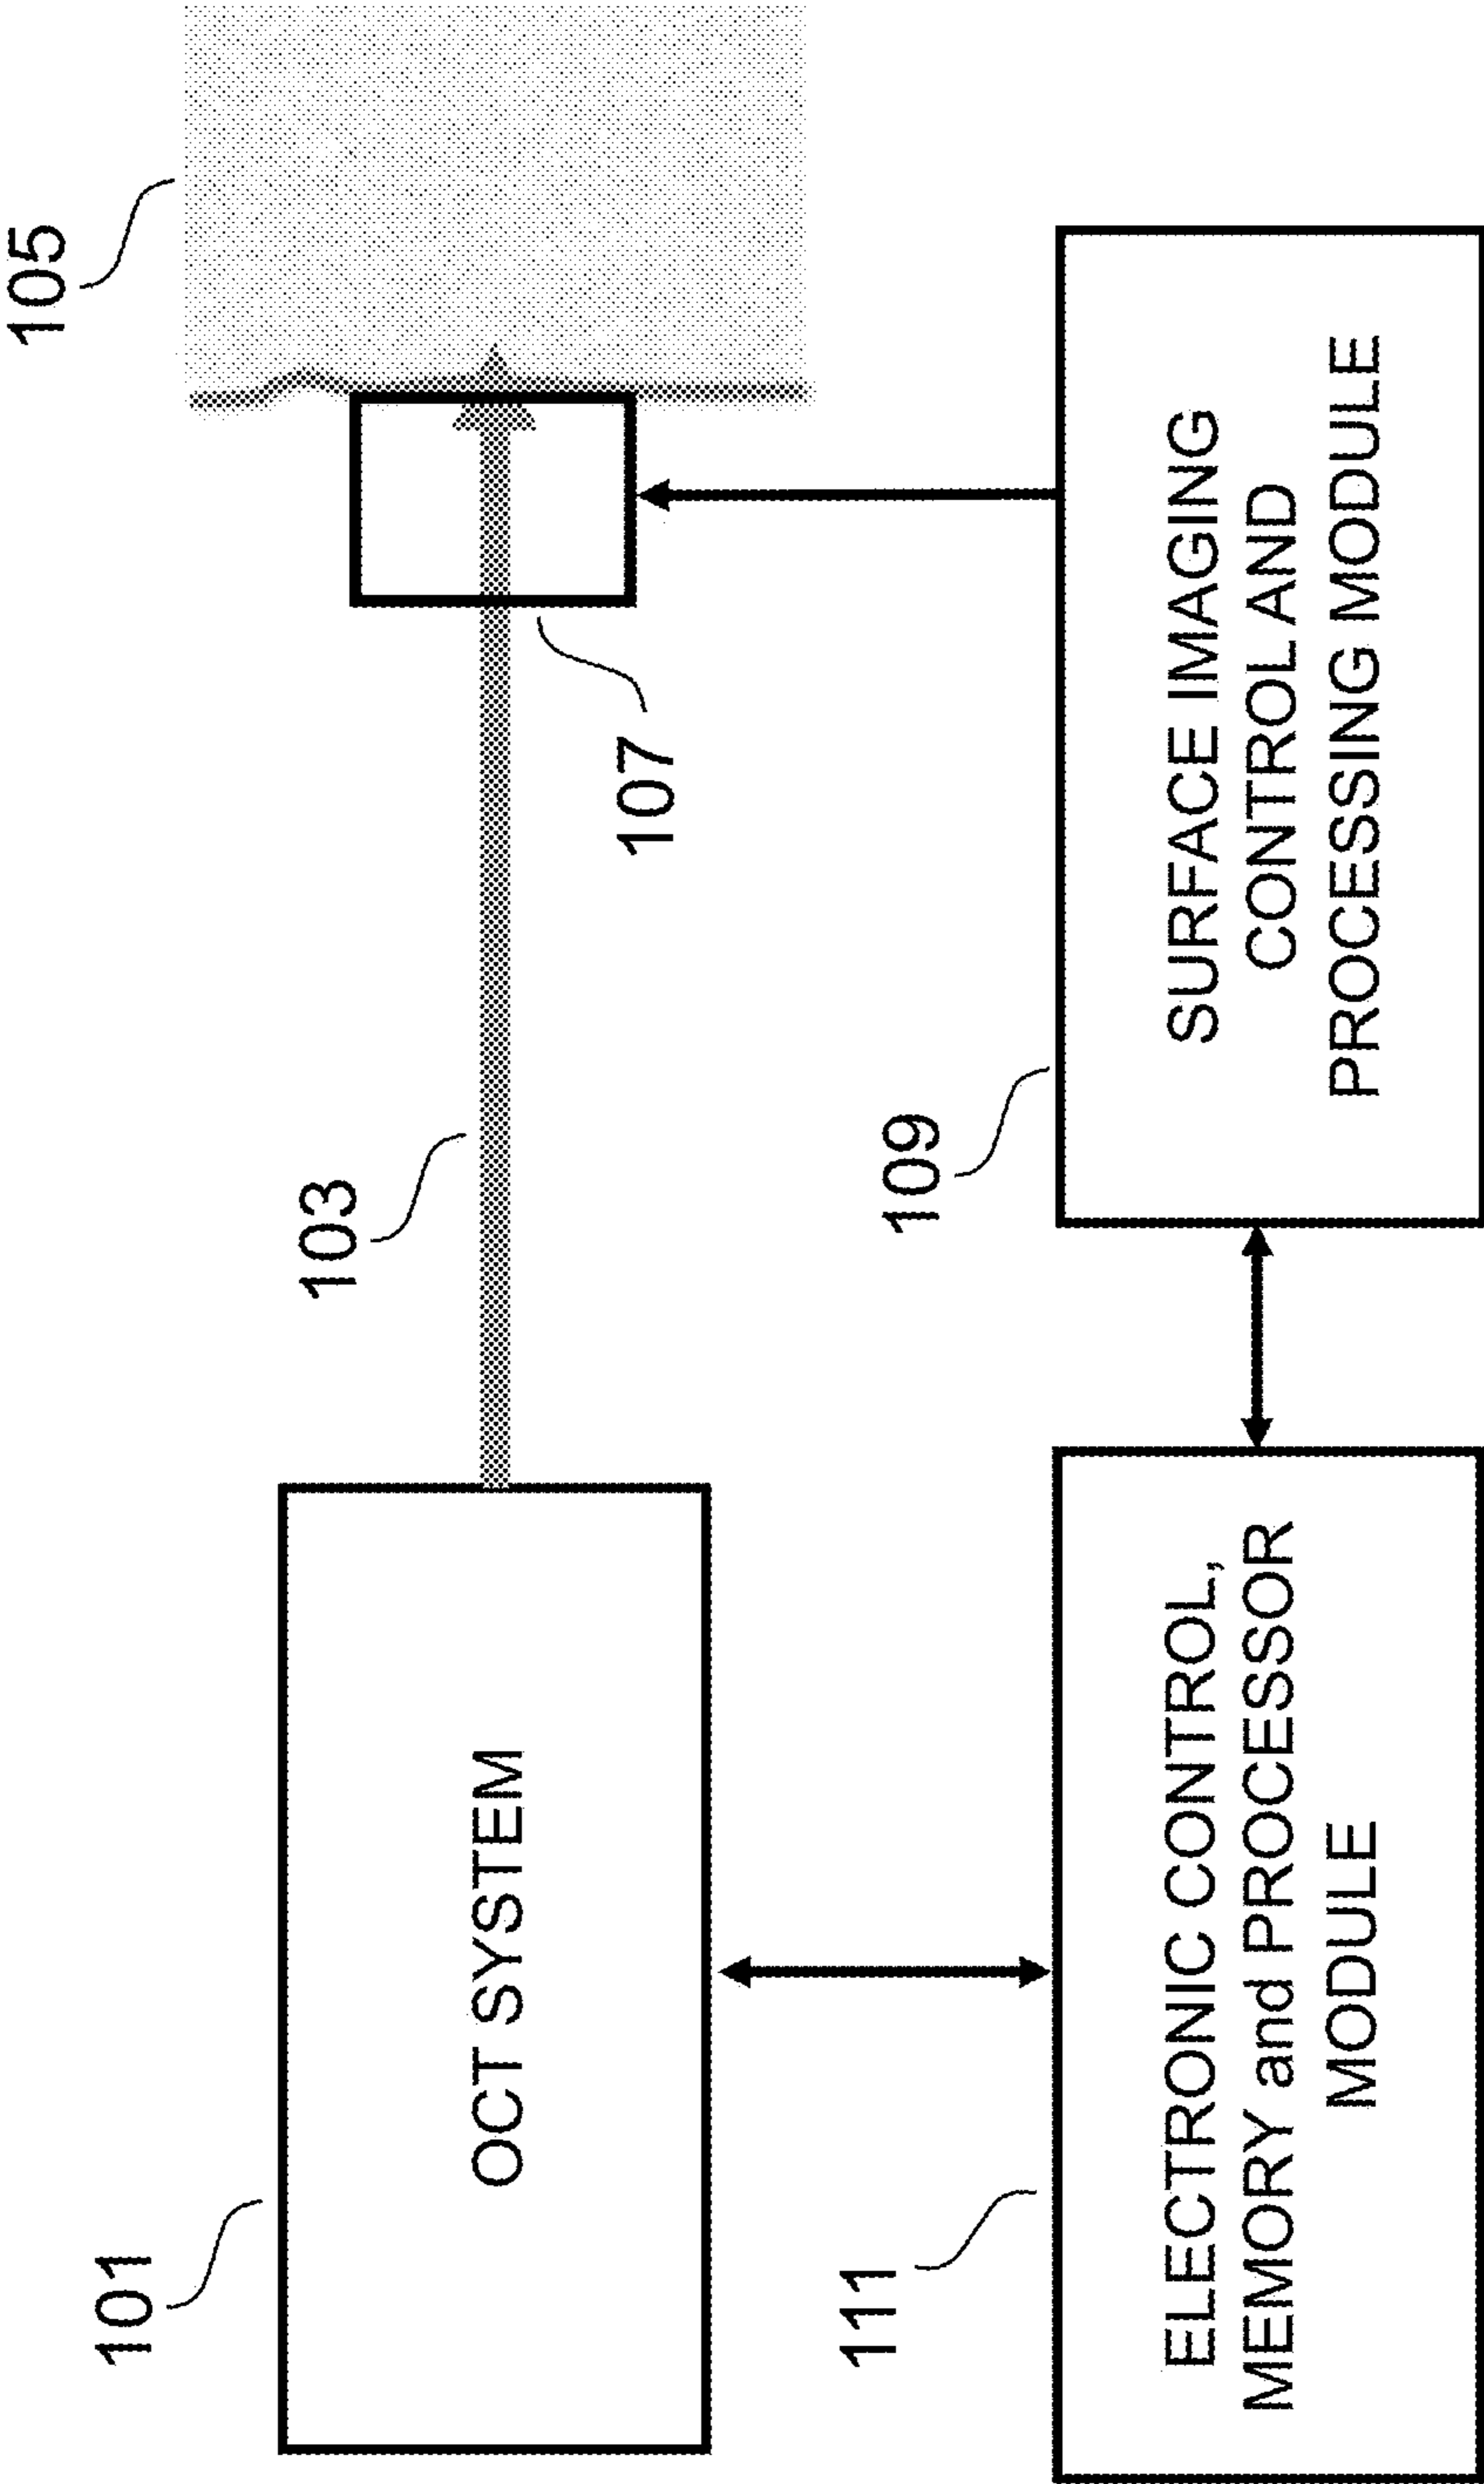 105
101
OCT SYSTEM
103
107
111
ELECTRONIC CONTROL,
MEMORY and PROCESSOR
MODULE
109
SURFACE IMAGING
CONTROL AND
PROCESSING MODULE